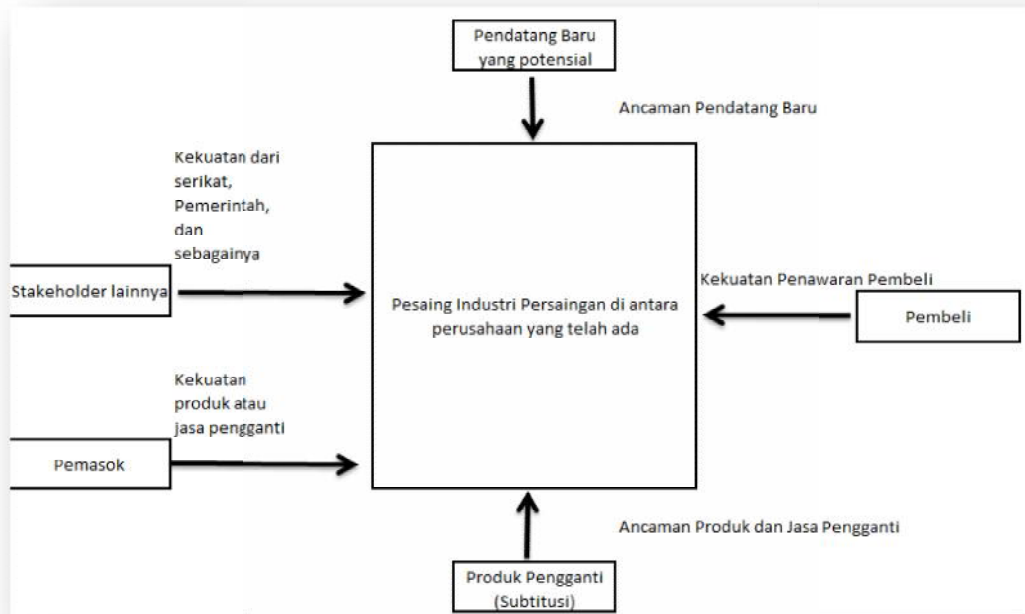 Pendatang Baru
yang potensial
Ancaman Pendatang Baru
Kekuatan dari
serikat,
Pemerintah,
dan
sebagainya
Stakeholder lainnya
Pesaing Industri Persaingan di antara
perusahaan yang telah ada
Kekuatan Penawaran Pembeli
Pembeli
Kekuatan
produk atau
jasa pengganti
Pemasok
Ancaman Produk dan Jasa Pengganti
Produk Pengganti
(Subtitusi)